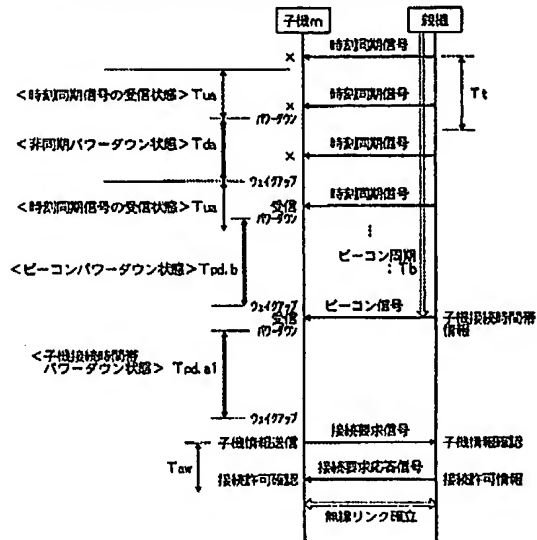 子機m 親機
× 時刻同期信号
<時刻同期信号の受信状態>Tua
Tt
× 時刻同期信号
パワーダウン
<非同期パワーダウン状態>Tda
× 時刻同期信号
ウェイクアップ
<時刻同期信号の受信状態>Tua
時刻同期信号
受信
パワーダウン
⋮
ビーコン周期
:Tb
<ビーコンパワーダウン状態>Tpd.b
ウェイクアップ
ビーコン信号
受信
子機接続時間帯
情報
パワーダウン
<子機接続時間帯
パワーダウン状態> Tpd.a1
ウェイクアップ
接続要求信号
子機情報送信 子機情報確認
Taw
接続要求応答信号
接続許可確認 接続許可情報
無線リンク確立